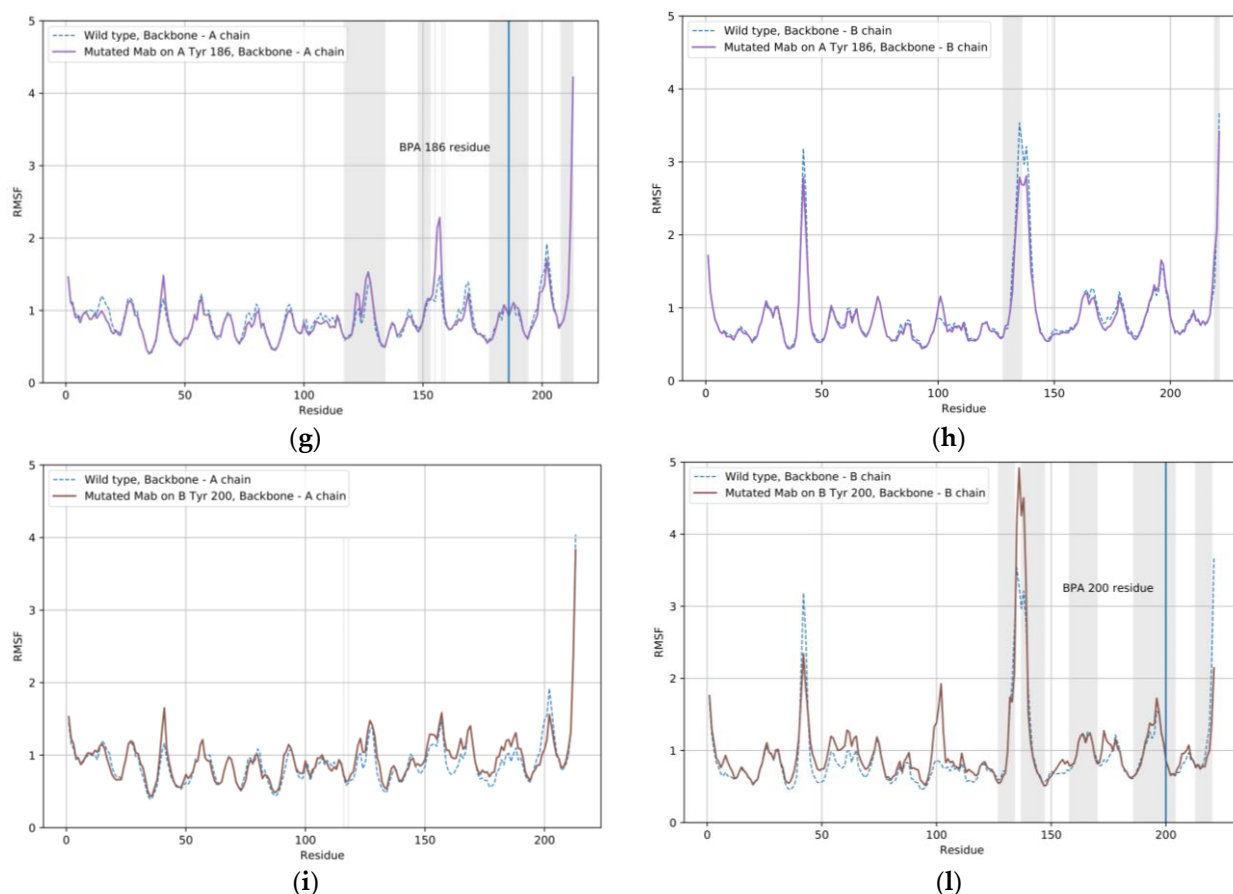 5
4
3
2
1
0
RMSF
Wild type, Backbone - A chain
Mutated Mab on A Tyr 186, Backbone - A chain
BPA 186 residue
0 50 100 150 200
Residue
(g)
5
4
3
2
1
0
RMSF
Wild type, Backbone - B chain
Mutated Mab on A Tyr 186, Backbone - B chain
0 50 100 150 200
Residue
(h)
5
4
3
2
1
0
RMSF
Wild type, Backbone - A chain
Mutated Mab on B Tyr 200, Backbone - A chain
0 50 100 150 200
Residue
(i)
5
4
3
2
1
0
RMSF
Wild type, Backbone - B chain
Mutated Mab on B Tyr 200, Backbone - B chain
BPA 200 residue
0 50 100 150 200
Residue
(l)